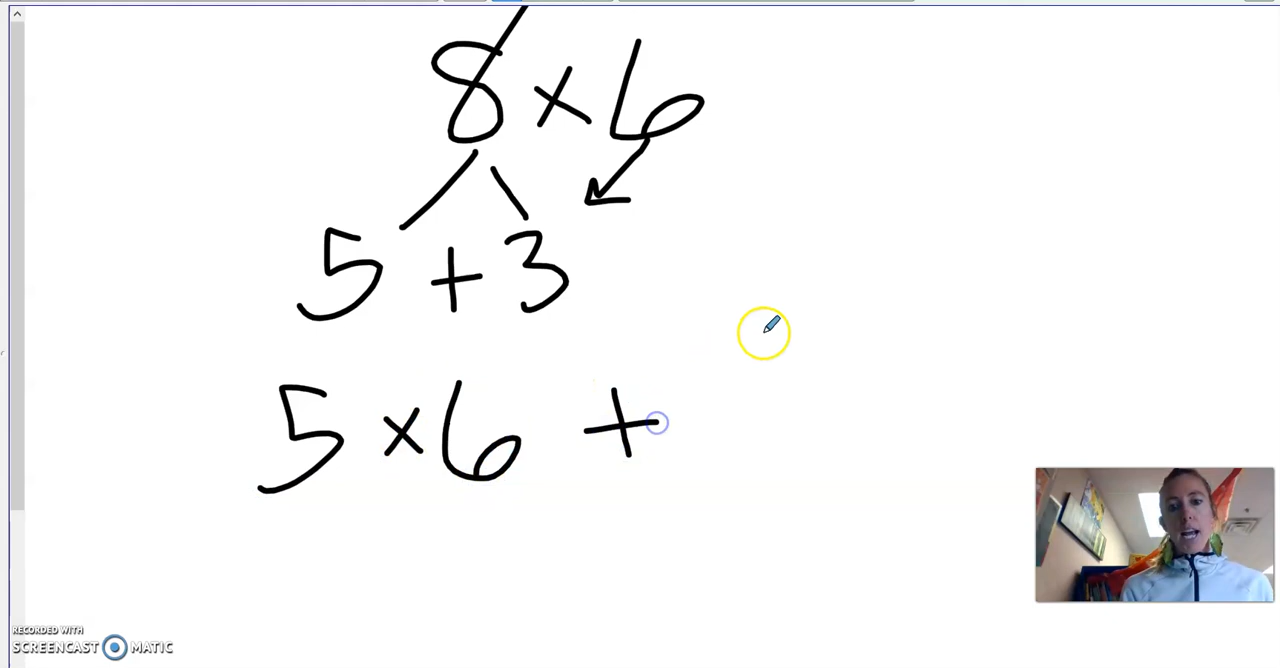 8 × 6
5 + 3
5 × 6 +
RECORDED WITH
SCREENCAST MATIC